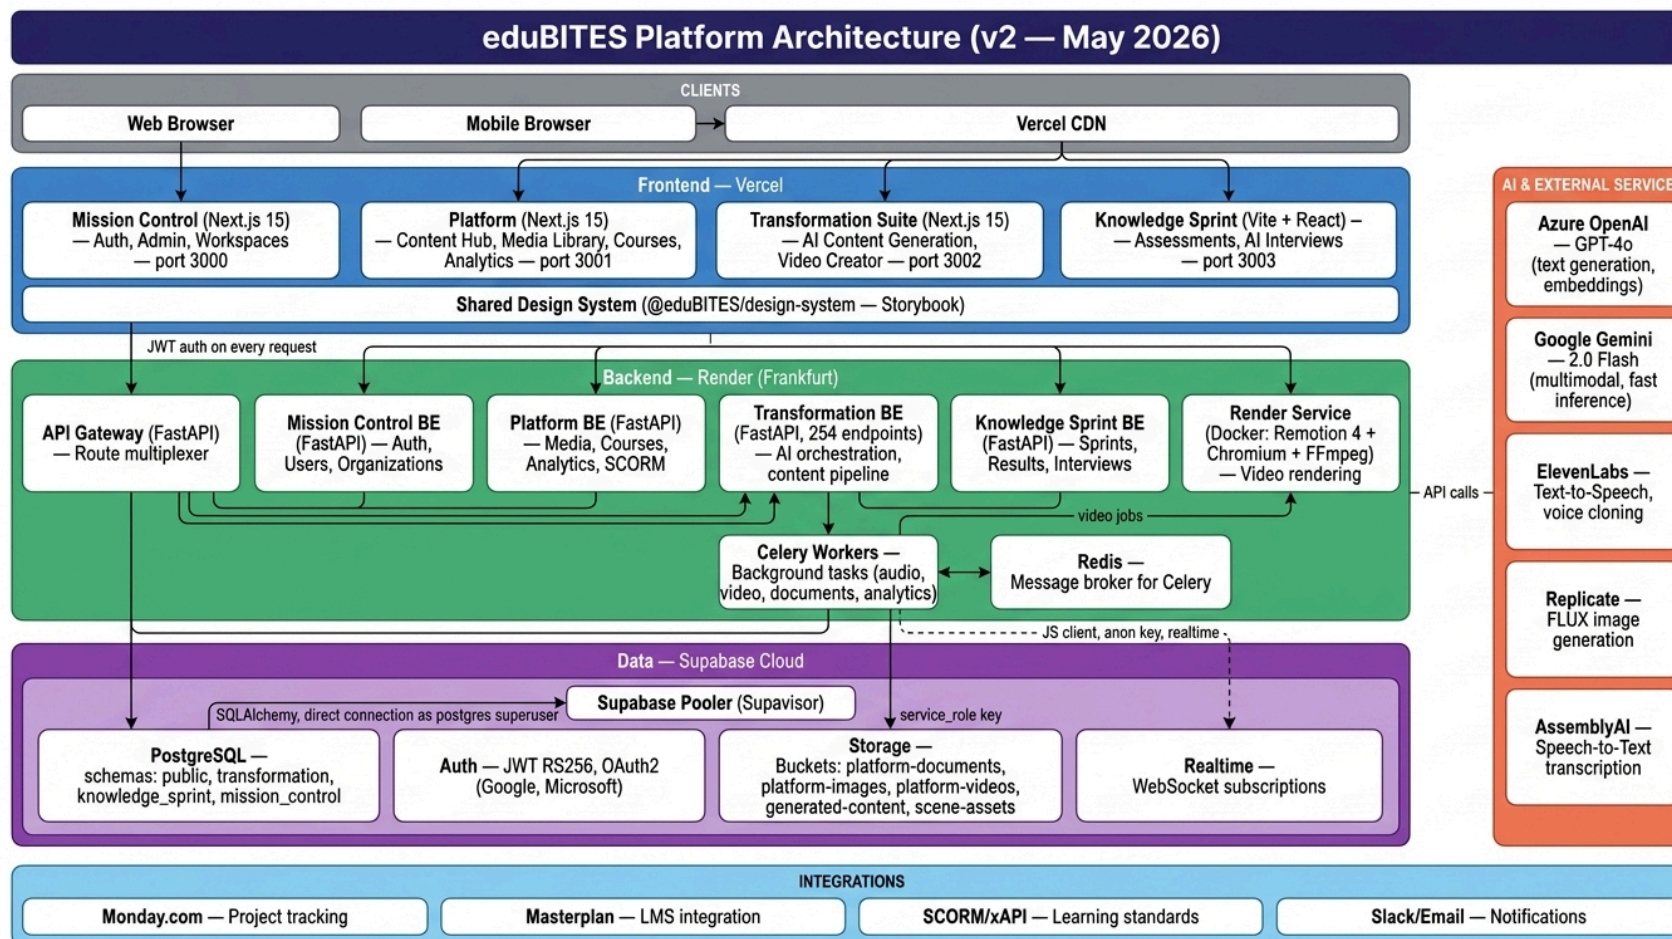 eduBITES Platform Architecture (v2 — May 2026)
CLIENTS
Web Browser
Mobile Browser
Vercel CDN
Frontend — Vercel
Mission Control (Next.js 15)
— Auth, Admin, Workspaces
— port 3000
Platform (Next.js 15)
— Content Hub, Media Library, Courses,
Analytics — port 3001
Transformation Suite (Next.js 15)
— AI Content Generation,
Video Creator — port 3002
Knowledge Sprint (Vite + React) –
— Assessments, AI Interviews
— port 3003
Shared Design System (@eduBITES/design-system — Storybook)
JWT auth on every request
Backend — Render (Frankfurt)
API Gateway (FastAPI)
— Route multiplexer
Mission Control BE
(FastAPI) — Auth,
Users, Organizations
Platform BE (FastAPI)
— Media, Courses,
Analytics, SCORM
Transformation BE
(FastAPI, 254 endpoints)
— AI orchestration,
content pipeline
Knowledge Sprint BE
(FastAPI) — Sprints,
Results, Interviews
Render Service
(Docker: Remotion 4 +
Chromium + FFmpeg)
— Video rendering
video jobs
Celery Workers —
Background tasks (audio,
video, documents, analytics)
Redis —
Message broker for Celery
JS client, anon key, realtime
Data — Supabase Cloud
Supabase Pooler (Supavisor)
SQLAlchemy, direct connection as postgres superuser
service_role key
PostgreSQL —
schemas: public, transformation,
knowledge_sprint, mission_control
Auth — JWT RS256, OAuth2
(Google, Microsoft)
Storage —
Buckets: platform-documents,
platform-images, platform-videos,
generated-content, scene-assets
Realtime —
WebSocket subscriptions
API calls
AI & EXTERNAL SERVICE
Azure OpenAI
— GPT-4o
(text generation,
embeddings)
Google Gemini
— 2.0 Flash
(multimodal, fast
inference)
ElevenLabs —
Text-to-Speech,
voice cloning
Replicate —
FLUX image
generation
AssemblyAI —
Speech-to-Text
transcription
INTEGRATIONS
Monday.com — Project tracking
Masterplan — LMS integration
SCORM/xAPI — Learning standards
Slack/Email — Notifications